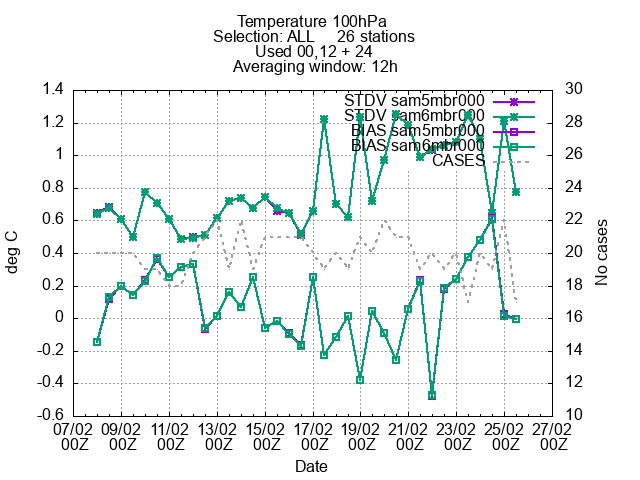 Temperature 100hPa
Selection: ALL 26 stations
Used 00,12 + 24
Averaging window: 12h
STDV sam5mbr000
STDV sam6mbr000
BIAS sam5mbr000
BIAS sam6mbr000
CASES
deg C
No cases
1.4
1.2
1
0.8
0.6
0.4
0.2
0
-0.2
-0.4
-0.6
30
28
26
24
22
20
18
16
14
12
10
07/02 09/02 11/02 13/02 15/02 17/02 19/02 21/02 23/02 25/02 27/02
00Z 00Z 00Z 00Z 00Z 00Z 00Z 00Z 00Z 00Z 00Z
Date